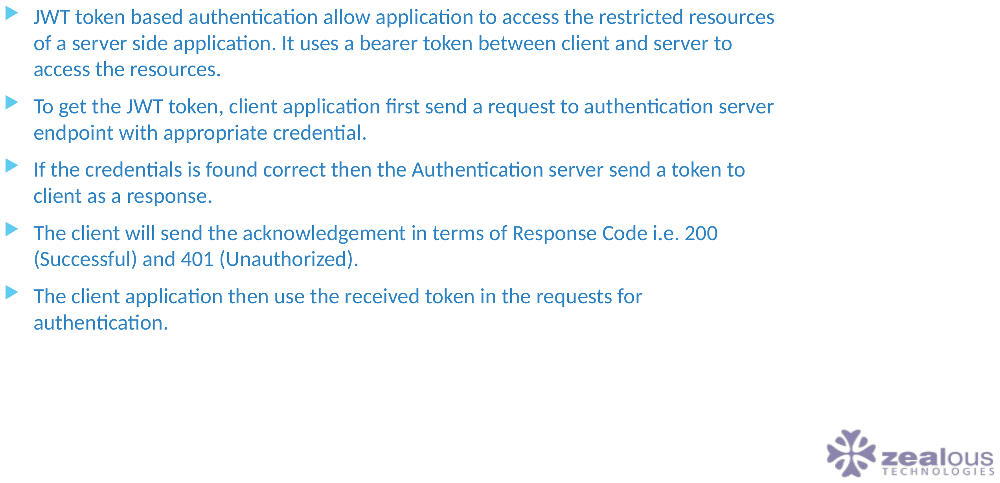 JWT token based authentication allow application to access the restricted resources
of a server side application. It uses a bearer token between client and server to
access the resources.
To get the JWT token, client application first send a request to authentication server
endpoint with appropriate credential.
If the credentials is found correct then the Authentication server send a token to
client as a response.
The client will send the acknowledgement in terms of Response Code i.e. 200
(Successful) and 401 (Unauthorized).
The client application then use the received token in the requests for
authentication.
zealous
TECHNOLOGIES